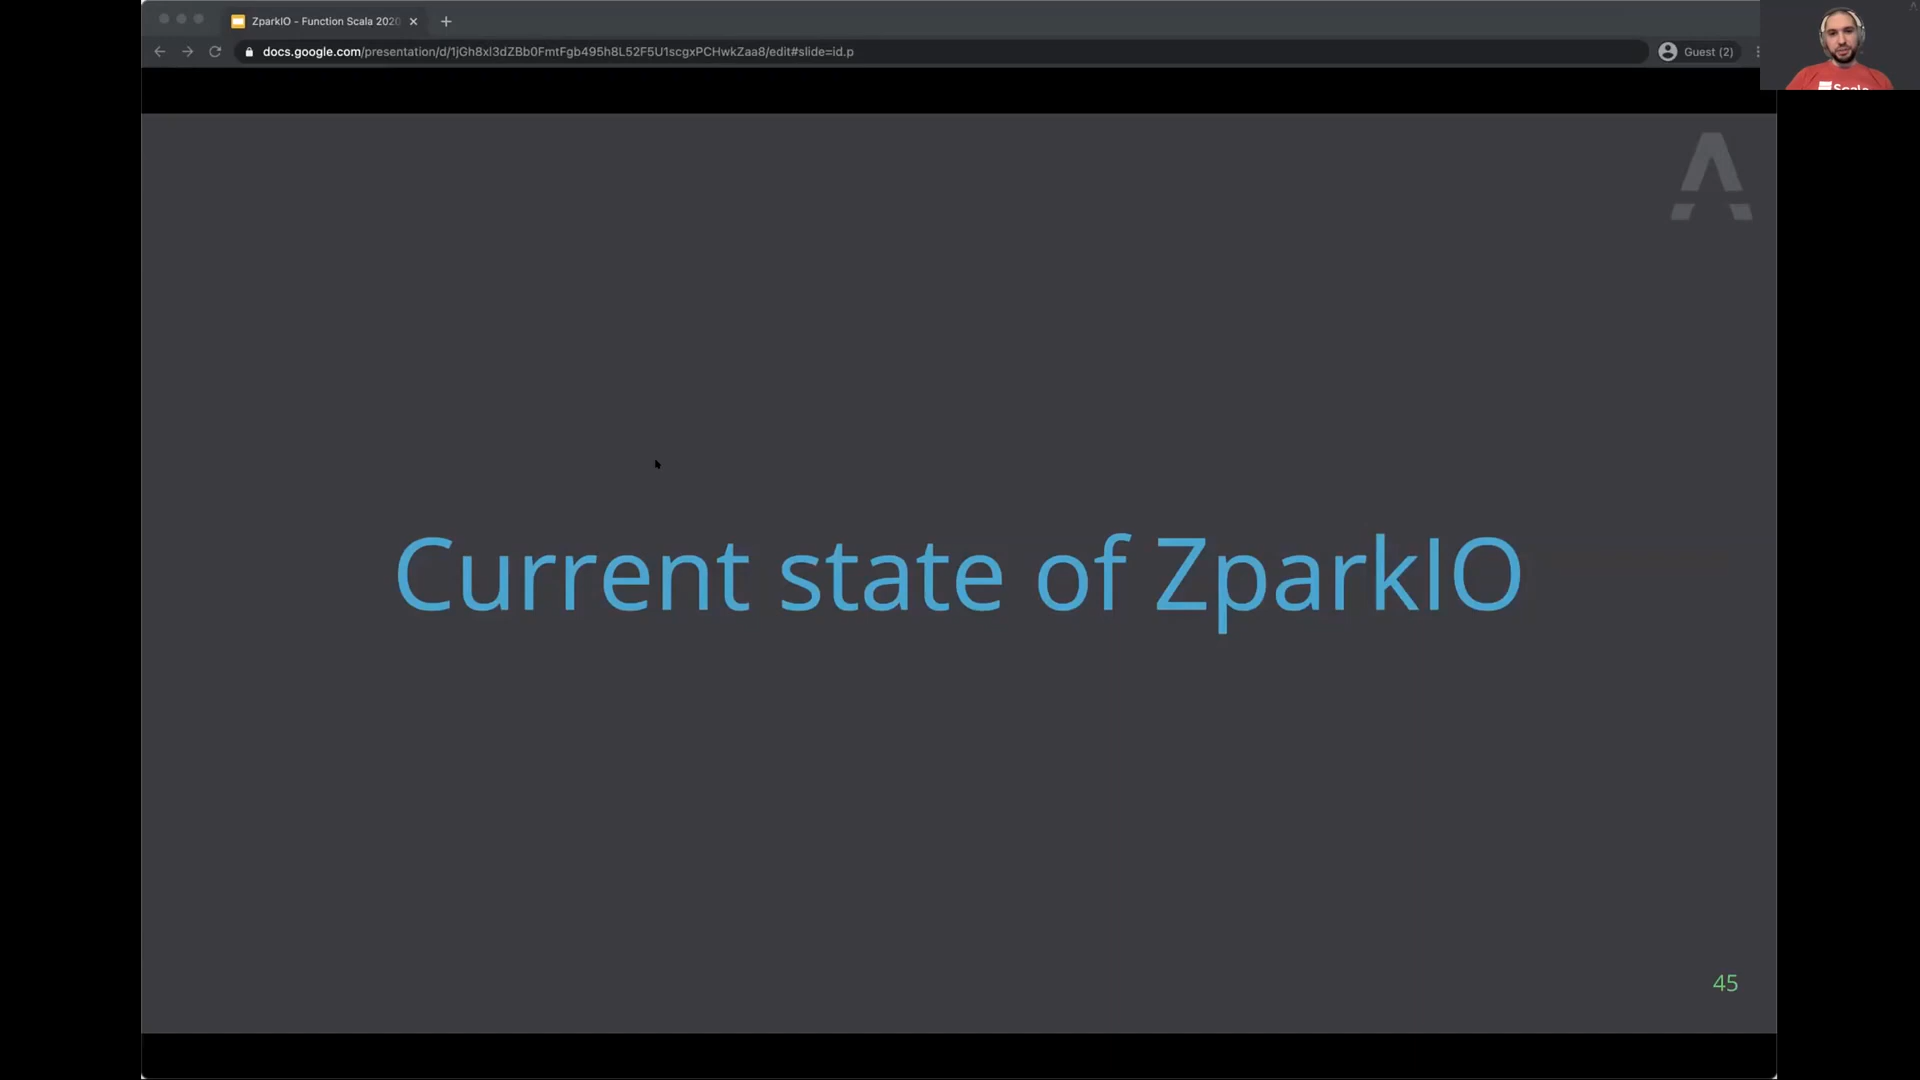 ZparkIO - Function Scala 2020
docs.google.com/presentation/d/1jGh8xl3dZBb0FmtFgb495h8L52F5U1scgxPCHwkZaa8/edit#slide=id.p
Guest (2)
Scala
Current state of ZparkIO
45